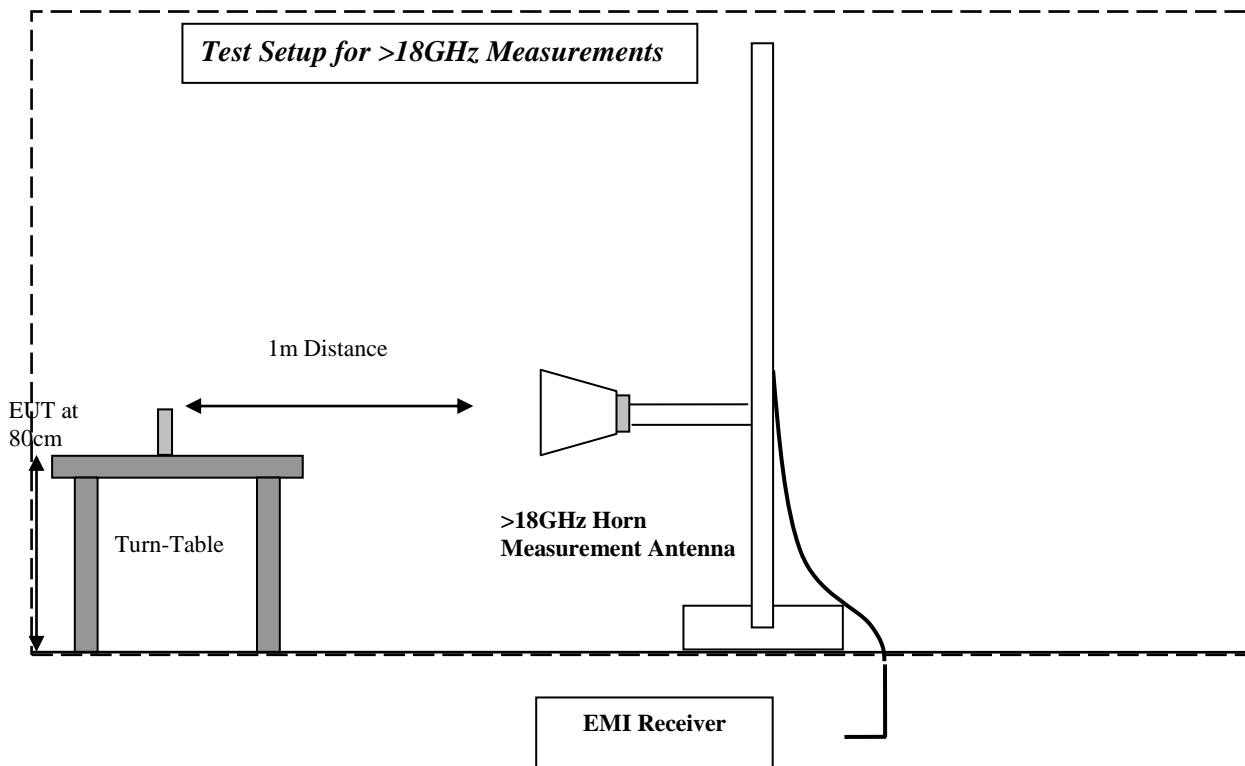 Test Setup for >18GHz Measurements
1m Distance
EUT at
80cm
>18GHz Horn
Measurement Antenna
Turn-Table
EMI Receiver